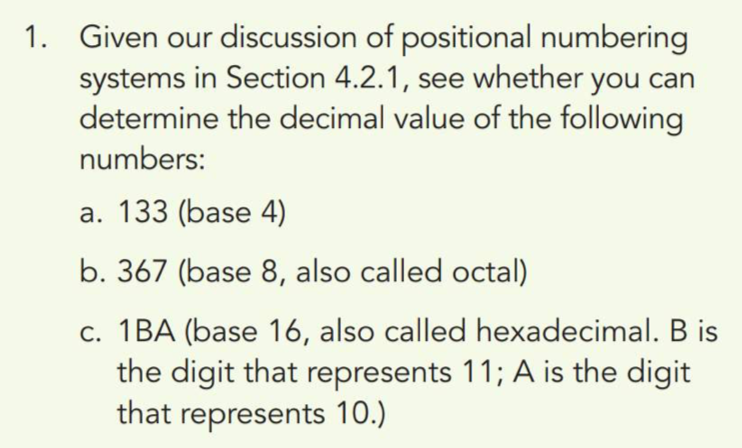 1. Given our discussion of positional numbering
systems in Section 4.2.1, see whether you can
determine the decimal value of the following
numbers:
a. 133 (base 4)
b. 367 (base 8, also called octal)
c. 1BA (base 16, also called hexadecimal. B is
the digit that represents 11; A is the digit
that represents 10.)